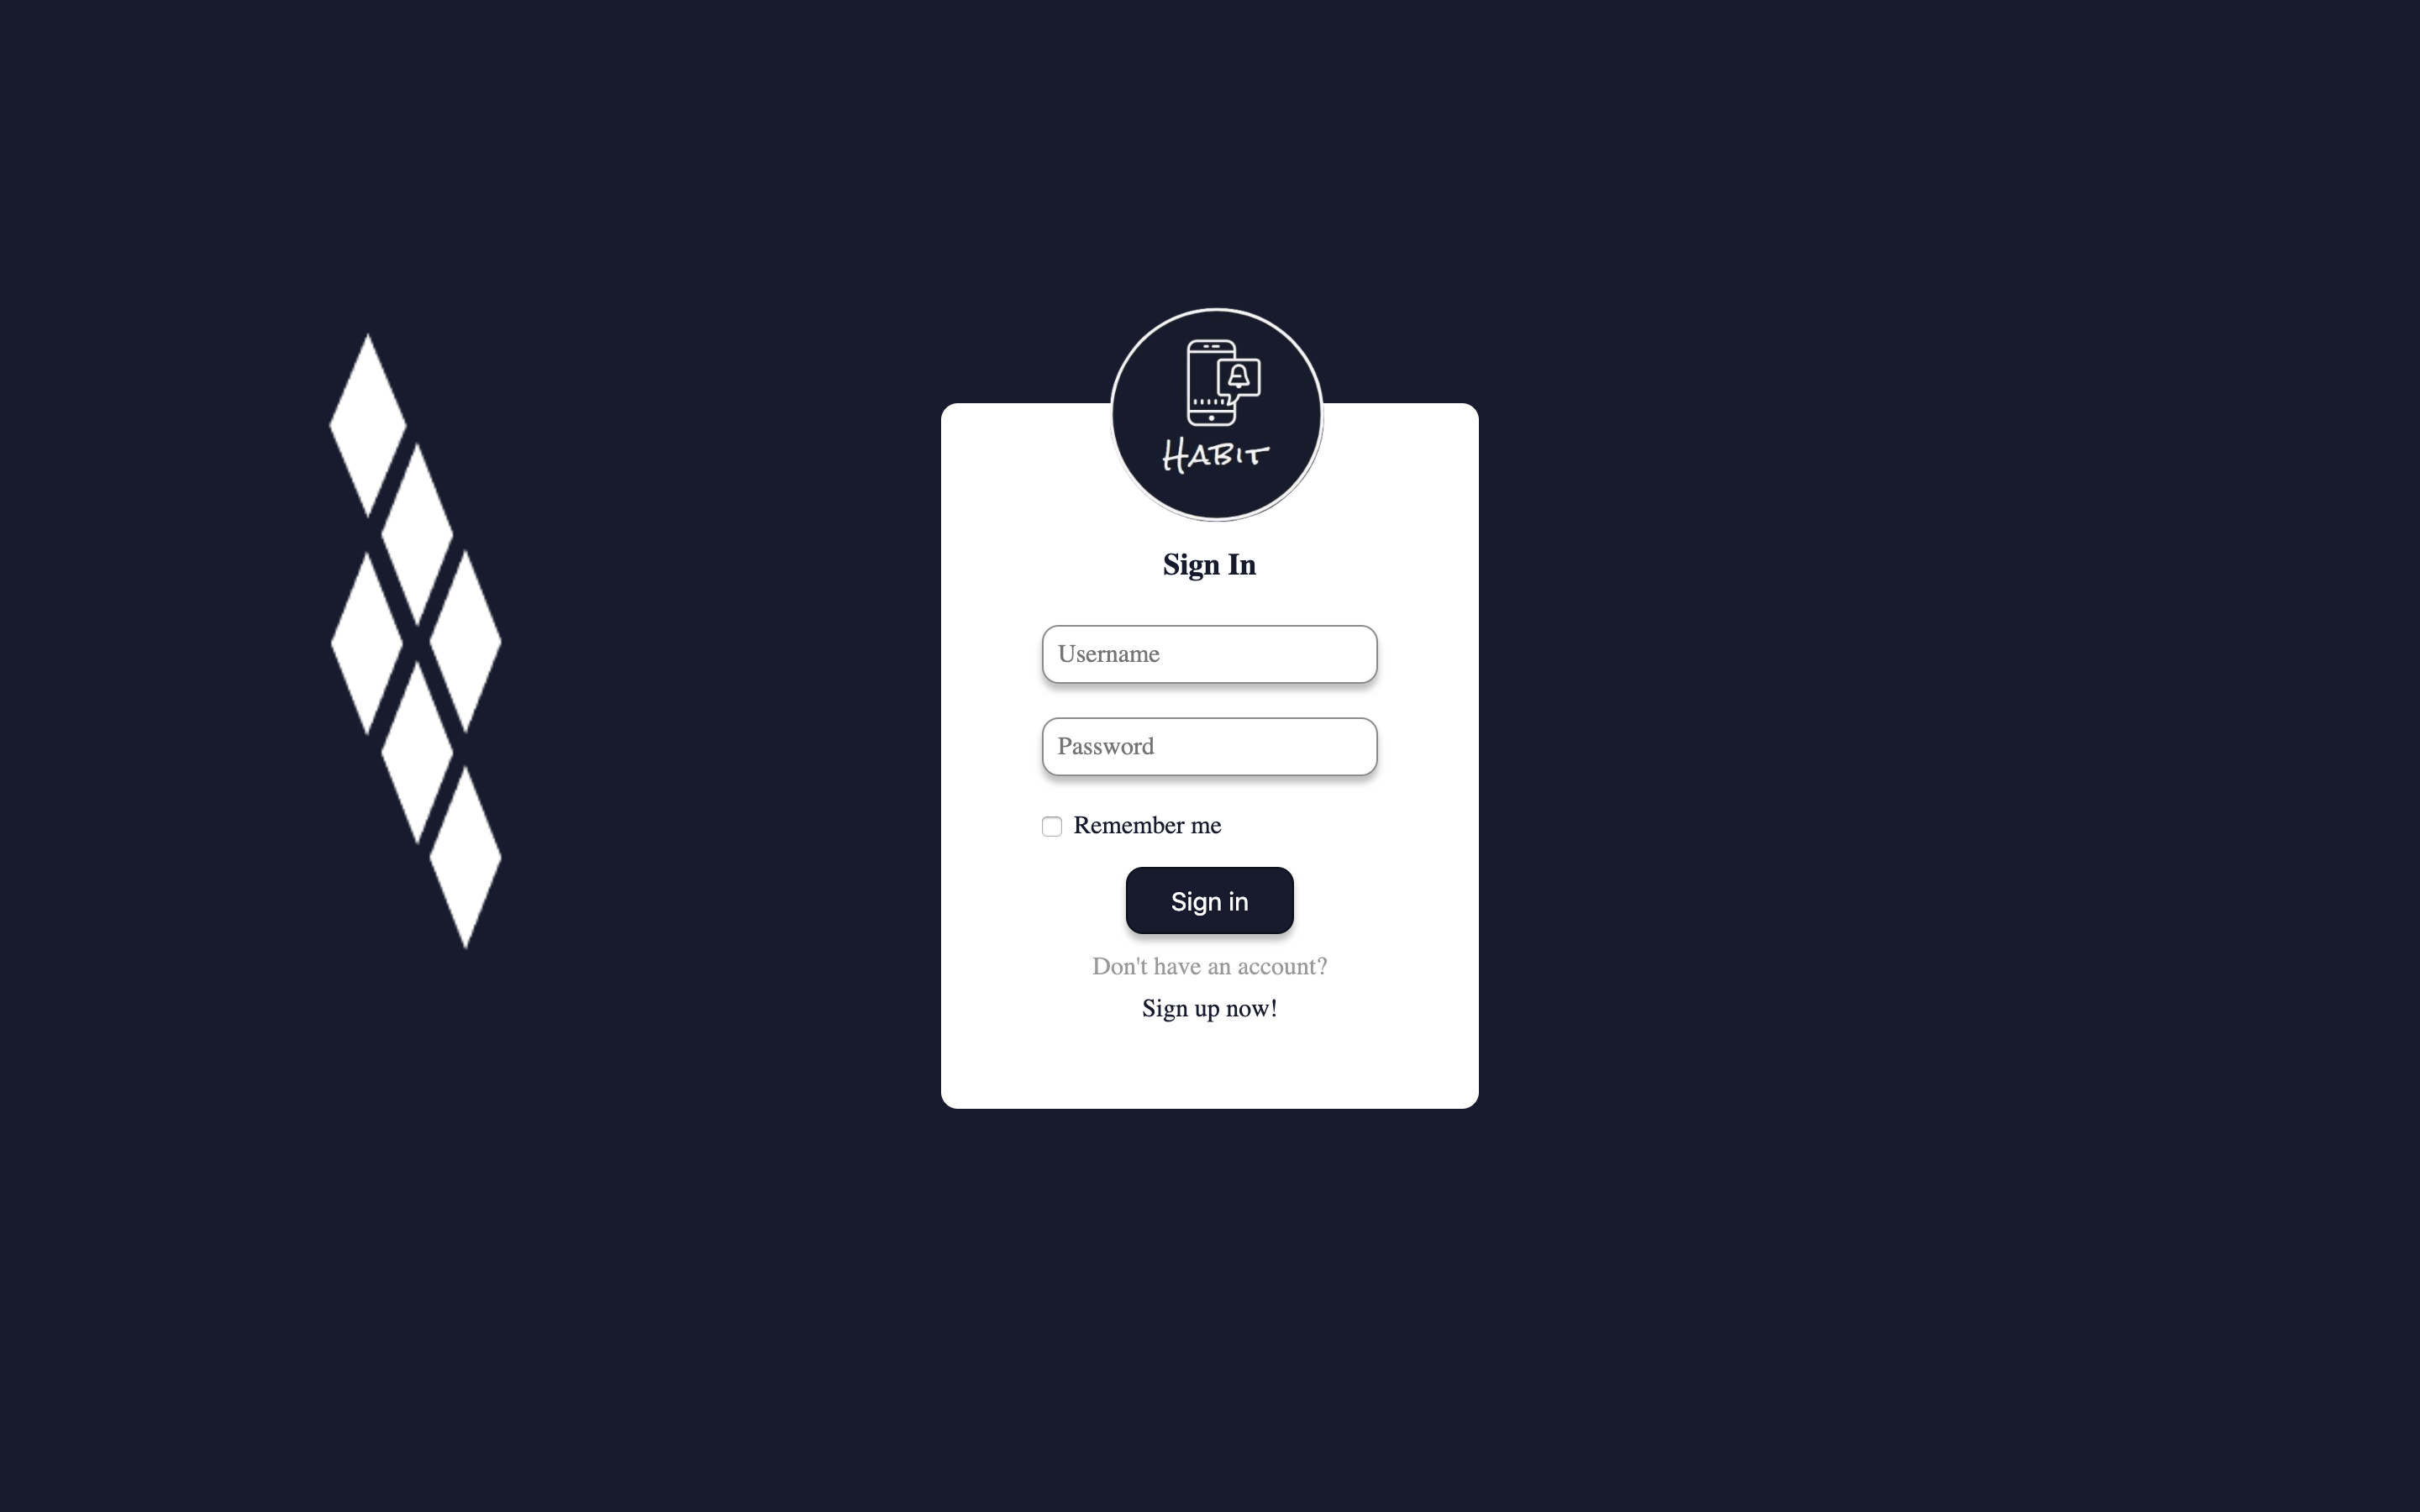 HABIT
Sign In
Username
Password
Remember me
Sign in
Don't have an account?
Sign up now!